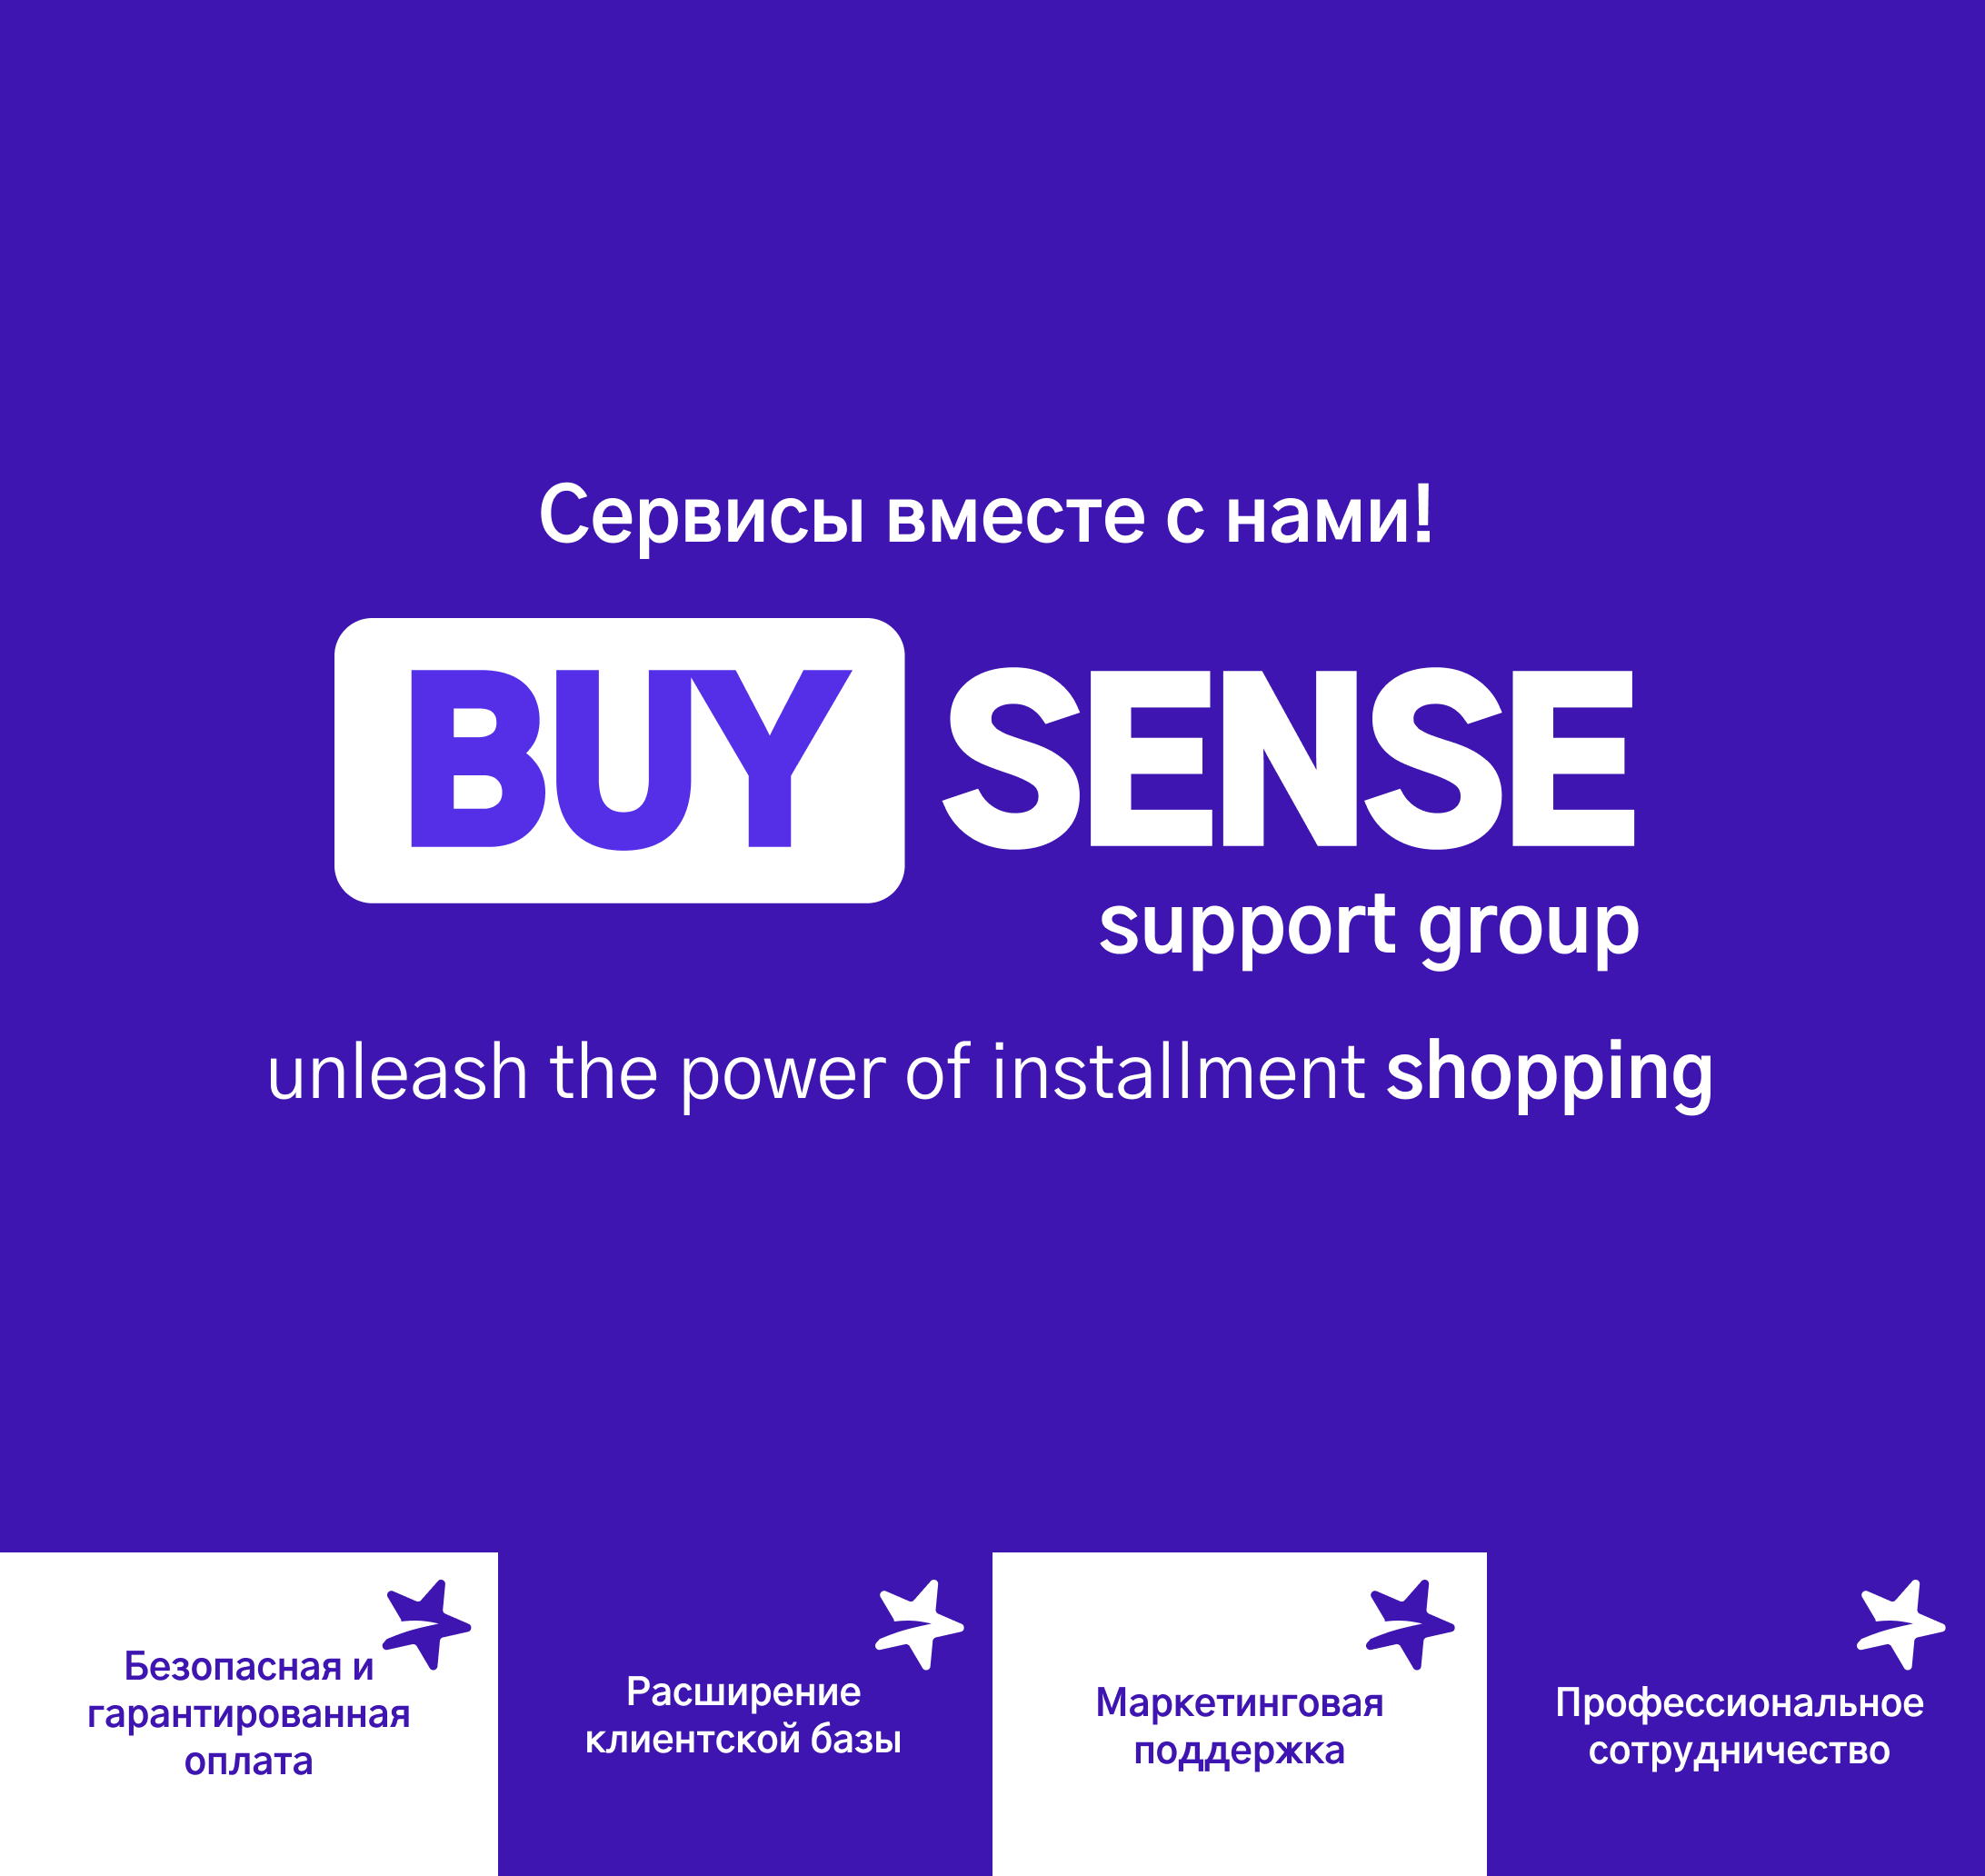 Сервисы вместе с нами!
BUY SENSE
support group
unleash the power of installment shopping
Безопасная и
гарантированная
оплата
Расширение
клиентской базы
Маркетинговая
поддержка
Профессиональное
сотрудничество